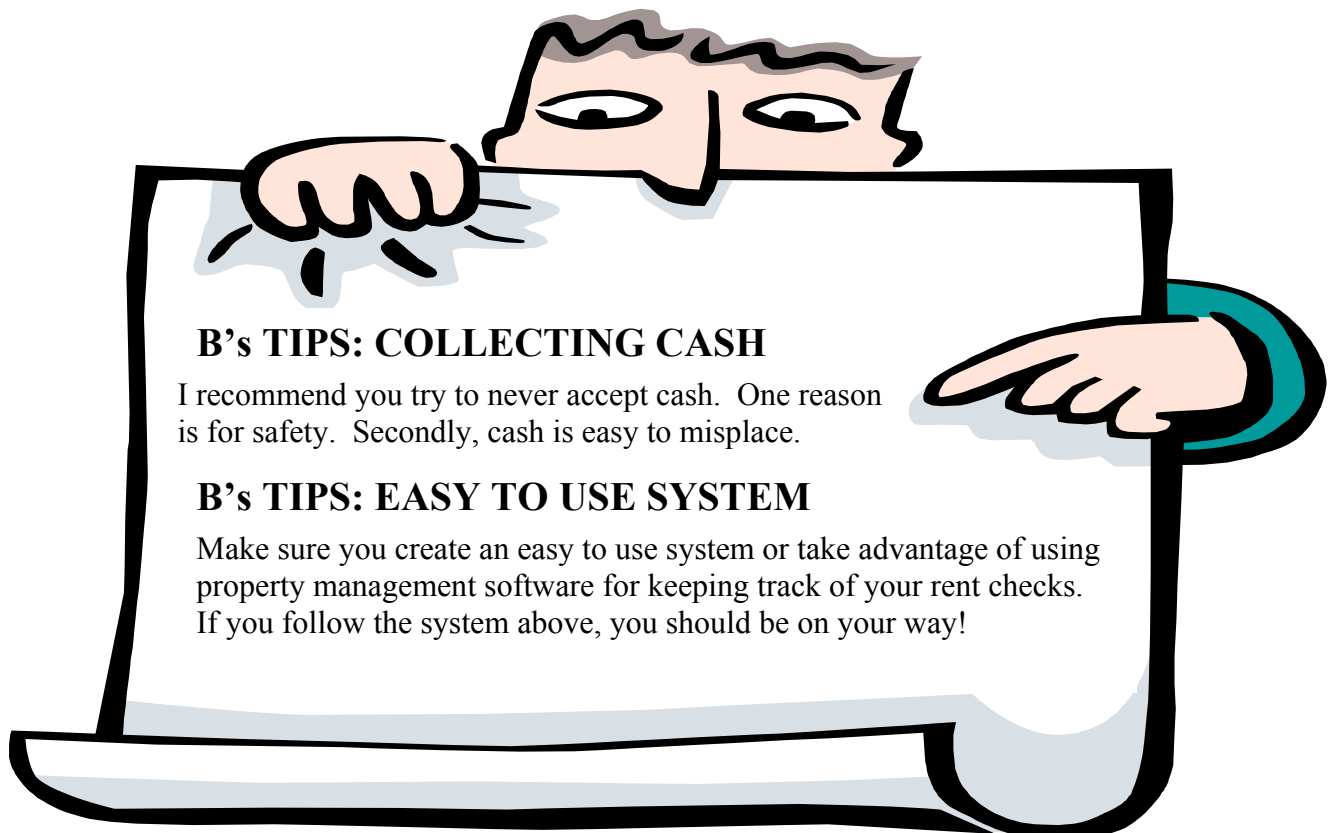 B’s TIPS: COLLECTING CASH
I recommend you try to never accept cash.  One reason
is for safety.  Secondly, cash is easy to misplace.
B’s TIPS: EASY TO USE SYSTEM
Make sure you create an easy to use system or take advantage of using
property management software for keeping track of your rent checks.
If you follow the system above, you should be on your way!